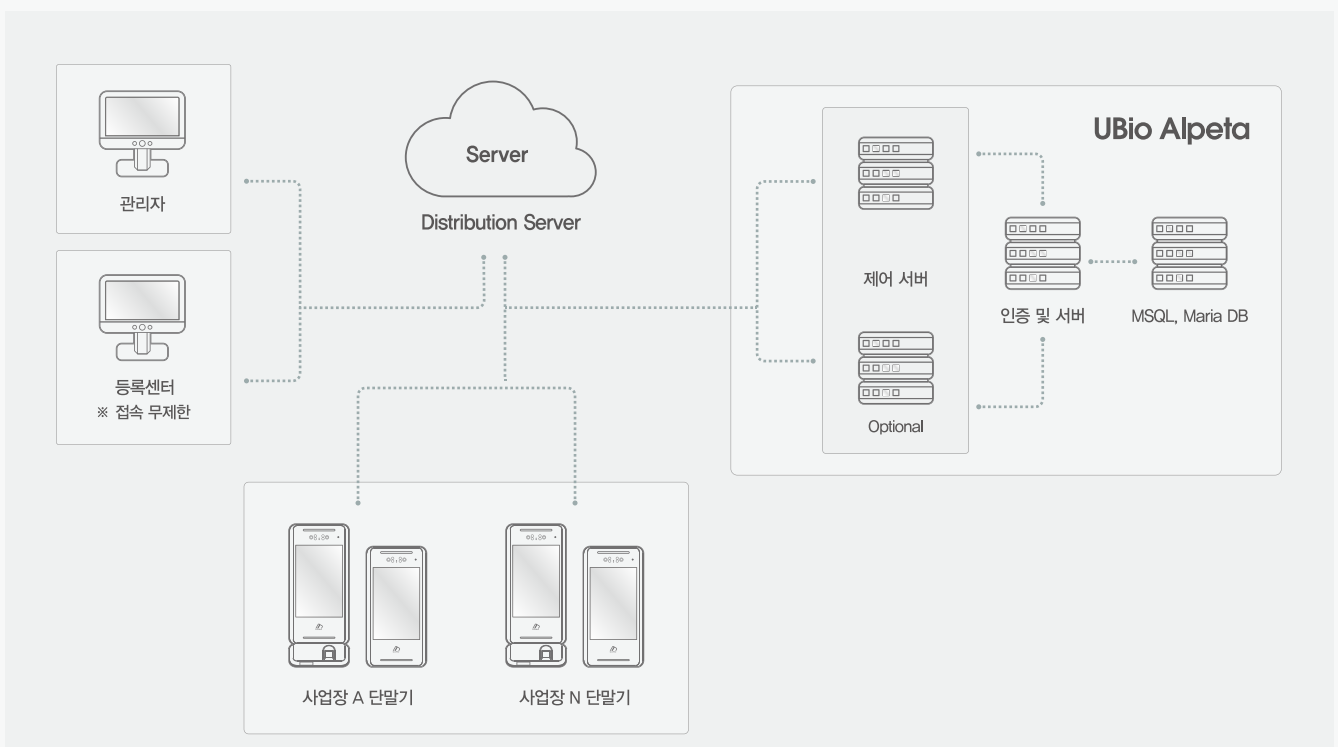 관리자
등록센터
※ 접속 무제한
Server
Distribution Server
UBio Alpeta
제어 서버
Optional
인증 및 서버
MSQL, Maria DB
사업장 A 단말기
사업장 N 단말기